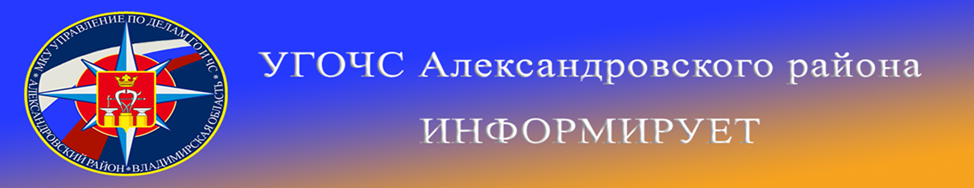 МКУ УПРАВЛЕНИЕ ПО ДЕЛАМ ГО И ЧС
АЛЕКСАНДРОВСКИЙ РАЙОН * ВЛАДИМИРСКАЯ ОБЛАСТЬ
УГОЧС Александровского района
ИНФОРМИРУЕТ